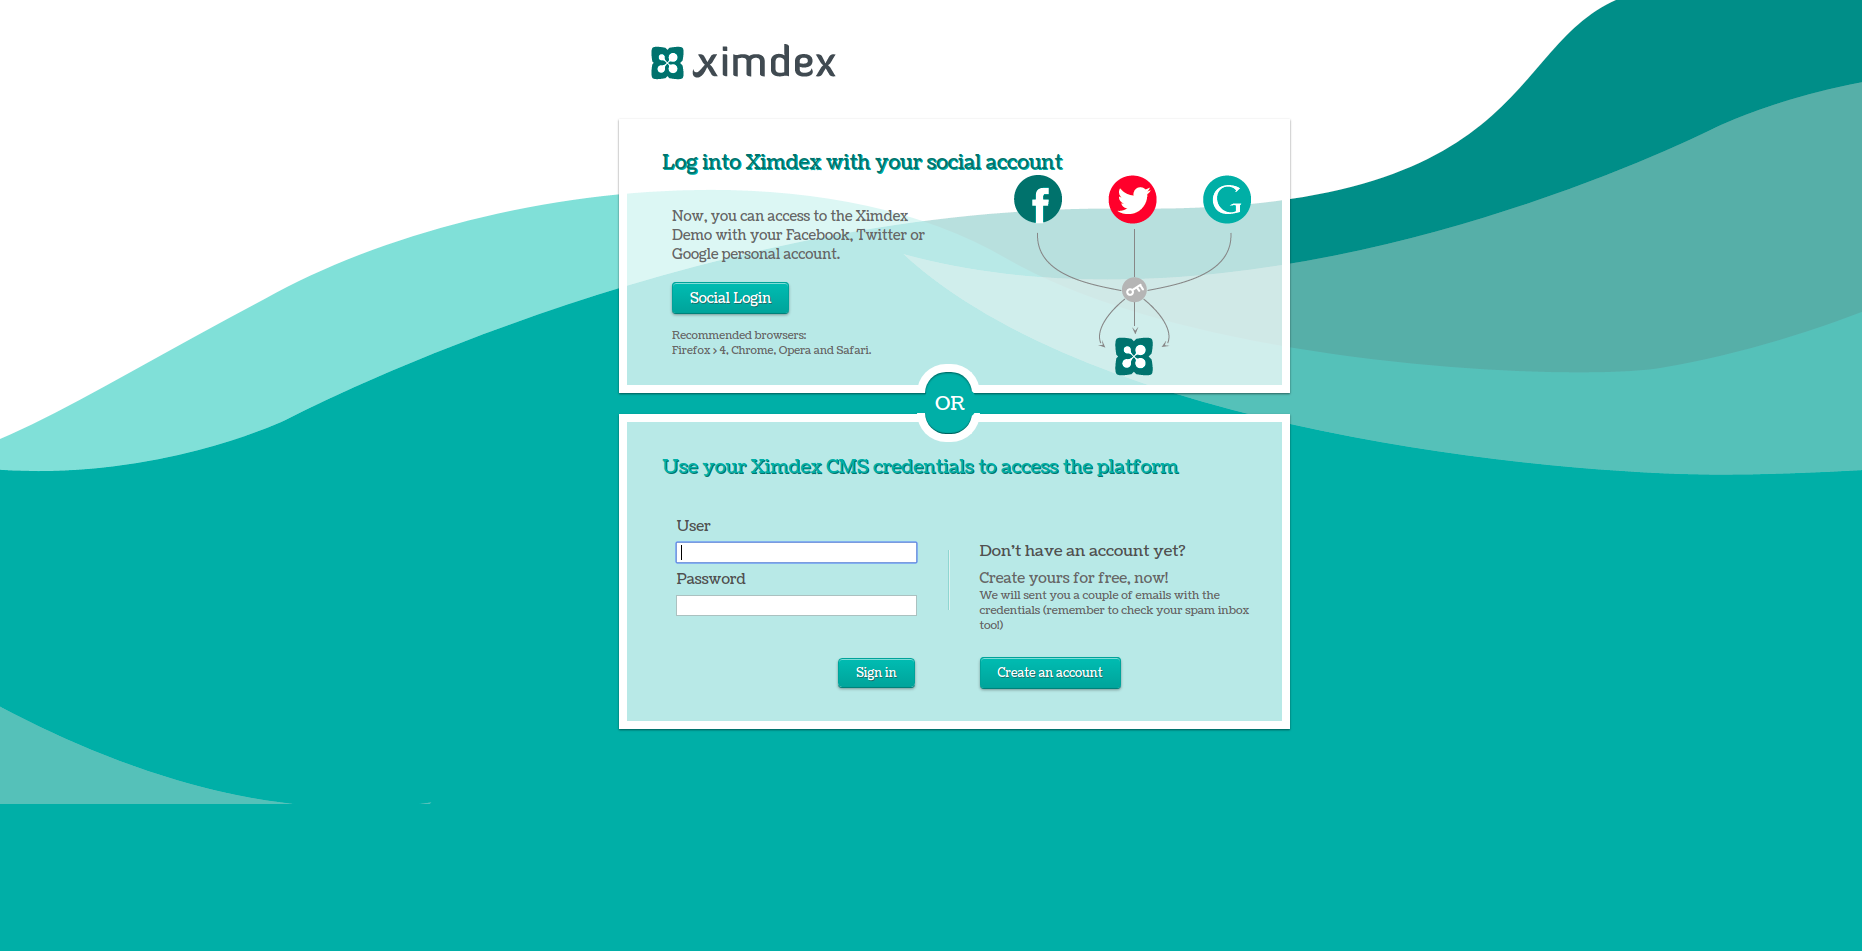 ximdex
Log into Ximdex with your social account
Now, you can access to the Ximdex
Demo with your Facebook, Twitter or
Google personal account.
Social Login
Recommended browsers:
Firefox > 4, Chrome, Opera and Safari.
OR
Use your Ximdex CMS credentials to access the platform
User
Password
Sign in
Don't have an account yet?
Create yours for free, now!
We will sent you a couple of emails with the
credentials (remember to check your spam inbox
too!)
Create an account